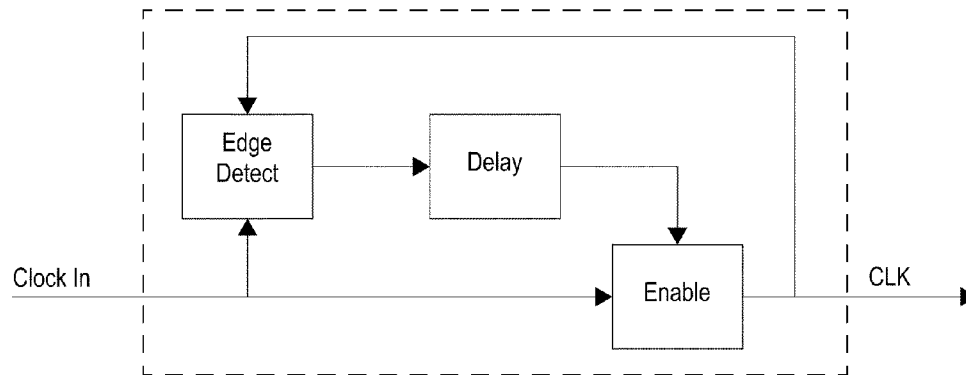 Edge
Detect
Delay
Clock In
Enable
CLK